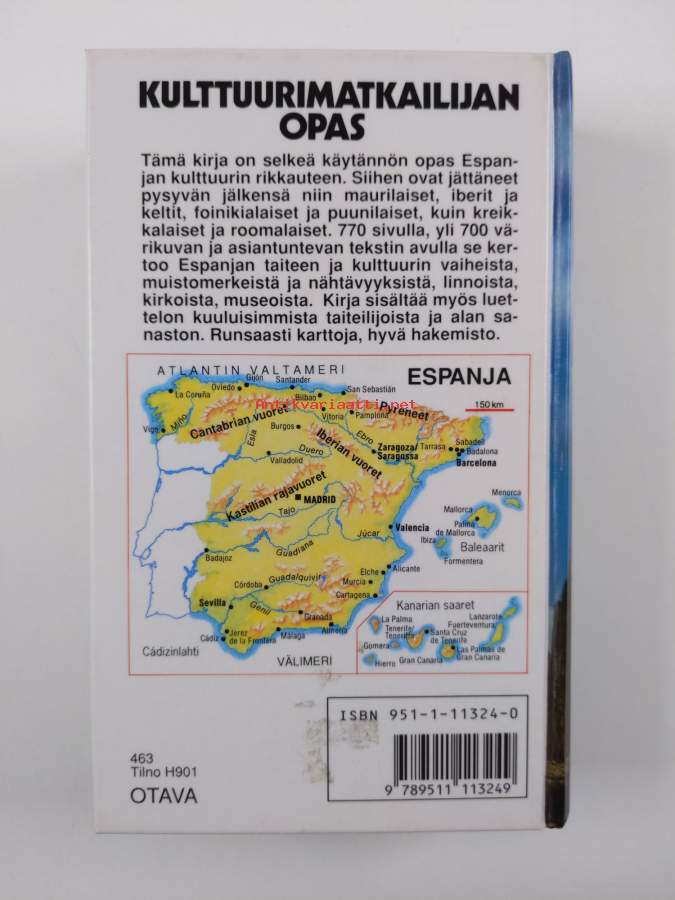 KULTTUURIMATKAILIJAN
OPAS
Tämä kirja on selkeä käytännön opas Espan-
jan kulttuurin rikkauteen. Siihen ovat jättäneet
pysyvän jälkensä niin maurilaiset, iberit ja
keltit, foinikialaiset ja puunilaiset, kuin kreik-
kalaiset ja roomalaiset. 770 sivulla, yli 700 vä-
rikuvan ja asiantuntevan tekstin avulla se ker-
too Espanjan taiteen ja kulttuurin vaiheista,
muistomerkeistä ja nähtävyyksistä, linnoista,
kirkoista, museoista. Kirja sisältää myös luet-
telon kuuluisimmista taiteilijoista ja alan sa-
naston. Runsaasti karttoja, hyvä hakemisto.
ATLANTIN VALTAMERI
ESPANJA
150 km
La Coruña
Oviedo
Gijón
Santander
Bilbao
San Sebastián
Antikvariaatti.net
Vitoria
Pamplona
Pyreneet
Vigo
Miño
Cantabrian vuoret
Burgos
Esla
Iberian vuoret
Ebro
Duero
Valladolid
Zaragoza/
Saragossa
Tarrasa
Sabadell
Badalona
Barcelona
Kastilian rajavuoret
MADRID
Tajo
Menorca
Mallorca
Palma
de Mallorca
Ibiza
Baleaarit
Formentera
Júcar
Valencia
Guadiana
Badajoz
Alicante
Elche
Murcia
Cartagena
Córdoba
Guadalquivir
Sevilla
Genil
Granada
Almería
Málaga
Cádiz
Jerez
de la Frontera
Cádizinlahti
VÄLIMERI
Kanarian saaret
La Palma
Tenerife/
Teneriffa
Gomera
Hierro
Santa Cruz
de Tenerife
Gran Canaria
Lanzarote
Fuerteventura
Las Palmas de
Gran Canaria
ISBN 951-1-11324-0
9 789511 113249
463
Tilno H901
OTAVA